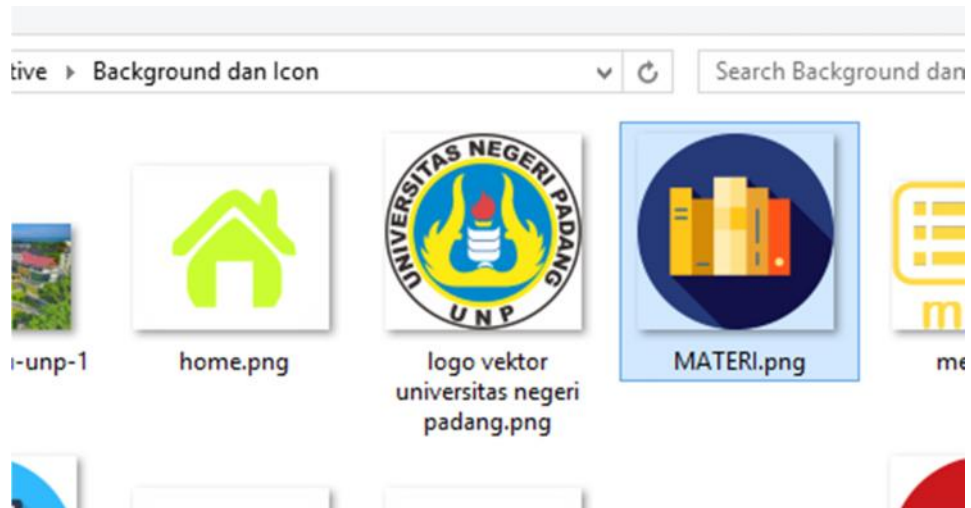 tive ▸ Background dan Icon
Search Background dan
UNIVERSITAS NEGERI PADANG
UNP
m
-unp-1
home.png
logo vektor
universitas negeri
padang.png
MATERI.png
me